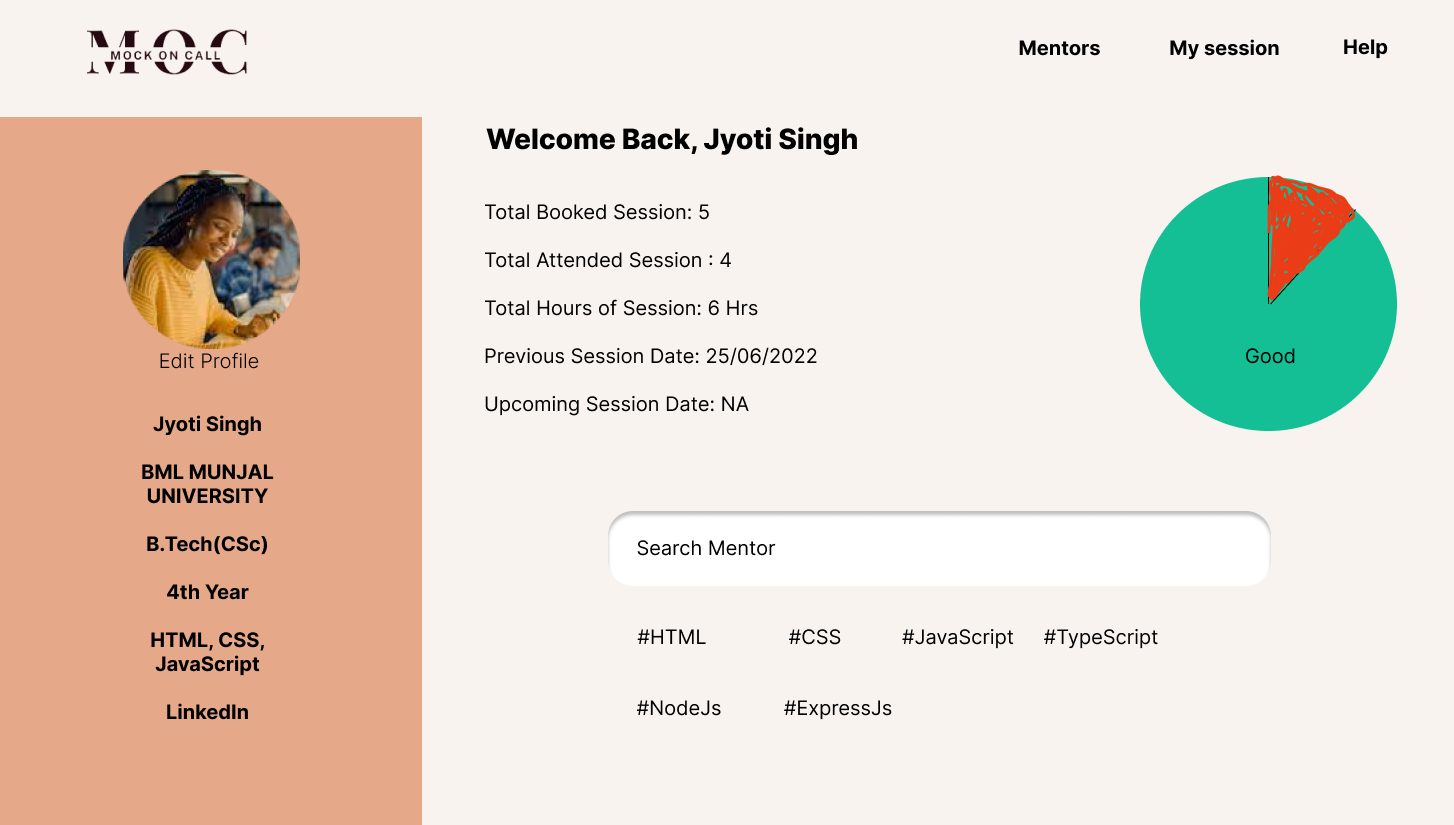 MOC
MOCK ON CALL
Mentors My session Help
Welcome Back, Jyoti Singh
Total Booked Session: 5
Total Attended Session : 4
Total Hours of Session: 6 Hrs
Previous Session Date: 25/06/2022
Upcoming Session Date: NA
Good
Edit Profile
Jyoti Singh
BML MUNJAL
UNIVERSITY
B.Tech(CSc)
4th Year
HTML, CSS,
JavaScript
LinkedIn
Search Mentor
#HTML #CSS #JavaScript #TypeScript
#NodeJs #ExpressJs